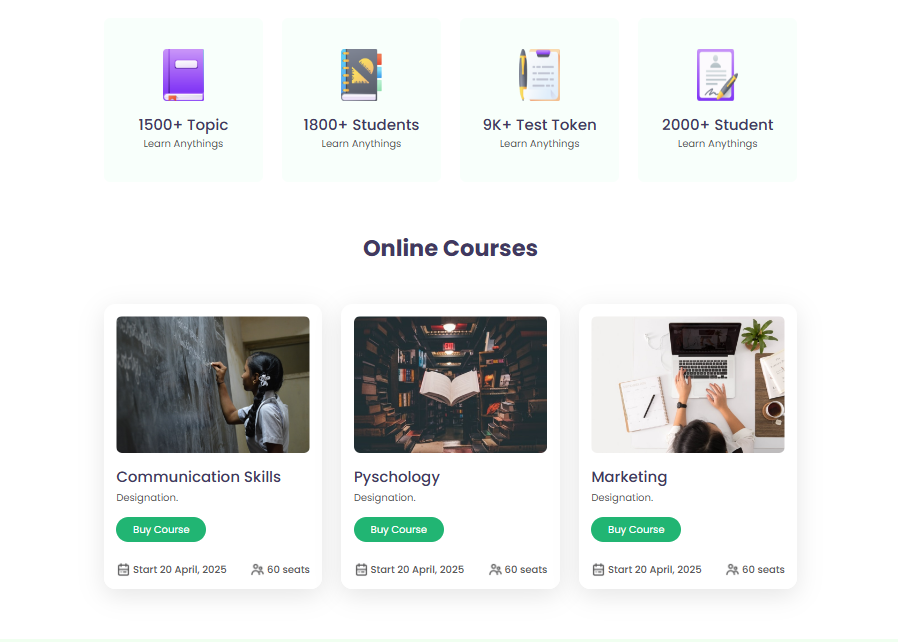 1500+ Topic
Learn Anythings
1800+ Students
Learn Anythings
9K+ Test Token
Learn Anythings
2000+ Student
Learn Anythings
Online Courses
Communication Skills
Designation.
Buy Course
Start 20 April, 2025 60 seats
Pyschology
Designation.
Buy Course
Start 20 April, 2025 60 seats
Marketing
Designation.
Buy Course
Start 20 April, 2025 60 seats